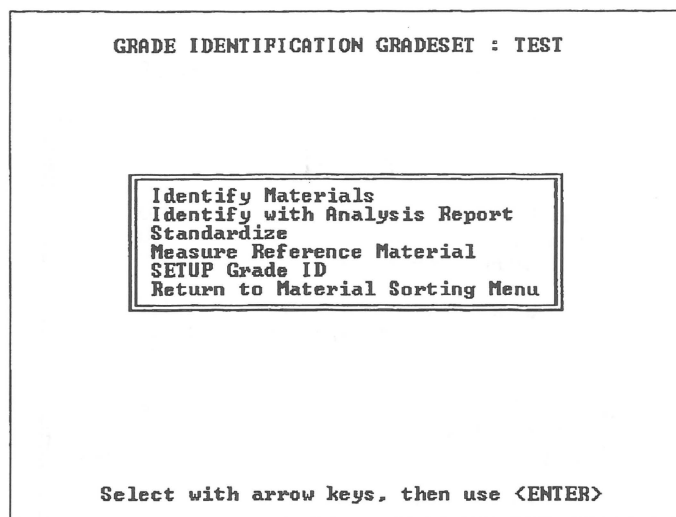 GRADE IDENTIFICATION GRADESET : TEST
Identify Materials
Identify with Analysis Report
Standardize
Measure Reference Material
SETUP Grade ID
Return to Material Sorting Menu
Select with arrow keys, then use <ENTER>